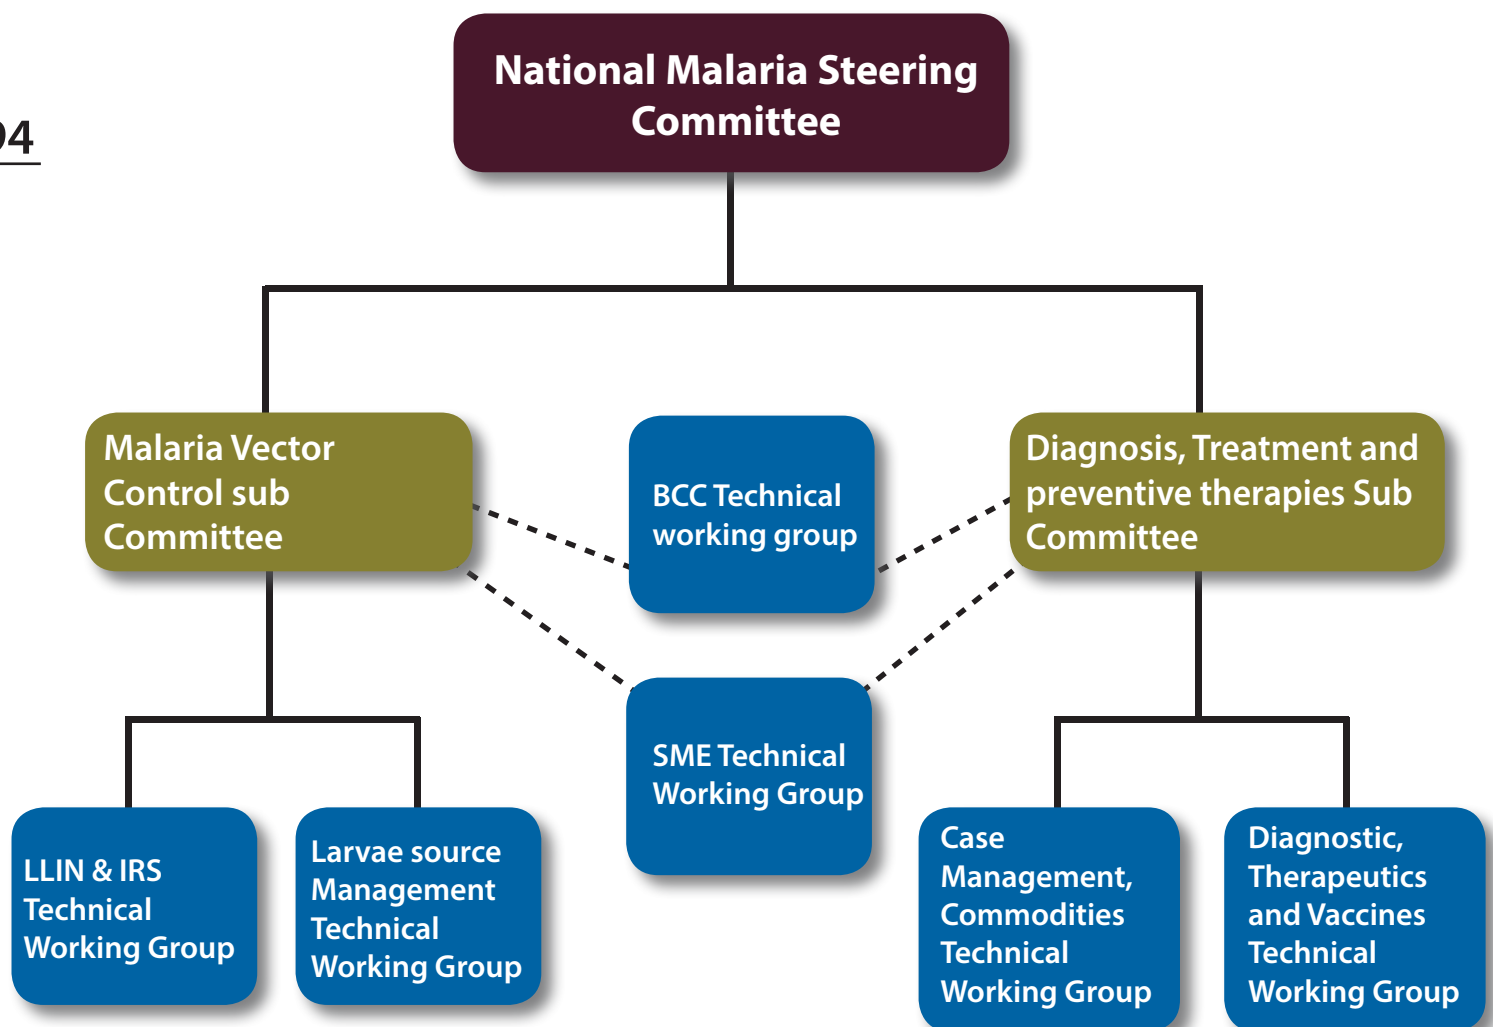 National Malaria Steering
Committee
94
Malaria Vector
Control sub
Committee
BCC Technical
working group
Diagnosis, Treatment and
preventive therapies Sub
Committee
SME Technical
Working Group
LLIN & IRS
Technical
Working Group
Larvae source
Management
Technical
Working Group
Case
Management,
Commodities
Technical
Working Group
Diagnostic,
Therapeutics
and Vaccines
Technical
Working Group